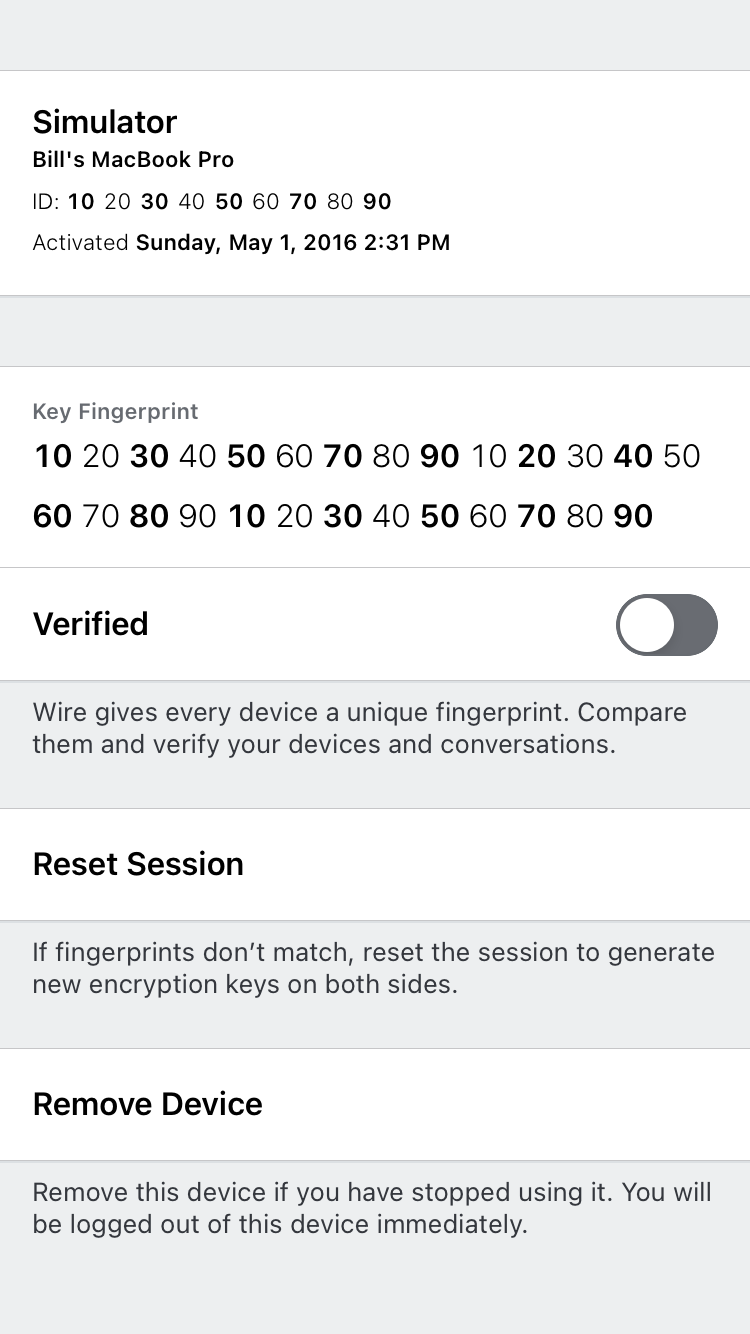 Simulator
Bill's MacBook Pro
ID: 10 20 30 40 50 60 70 80 90
Activated Sunday, May 1, 2016 2:31 PM
Key Fingerprint
10 20 30 40 50 60 70 80 90 10 20 30 40 50
60 70 80 90 10 20 30 40 50 60 70 80 90
Verified
Wire gives every device a unique fingerprint. Compare
them and verify your devices and conversations.
Reset Session
If fingerprints don’t match, reset the session to generate
new encryption keys on both sides.
Remove Device
Remove this device if you have stopped using it. You will
be logged out of this device immediately.